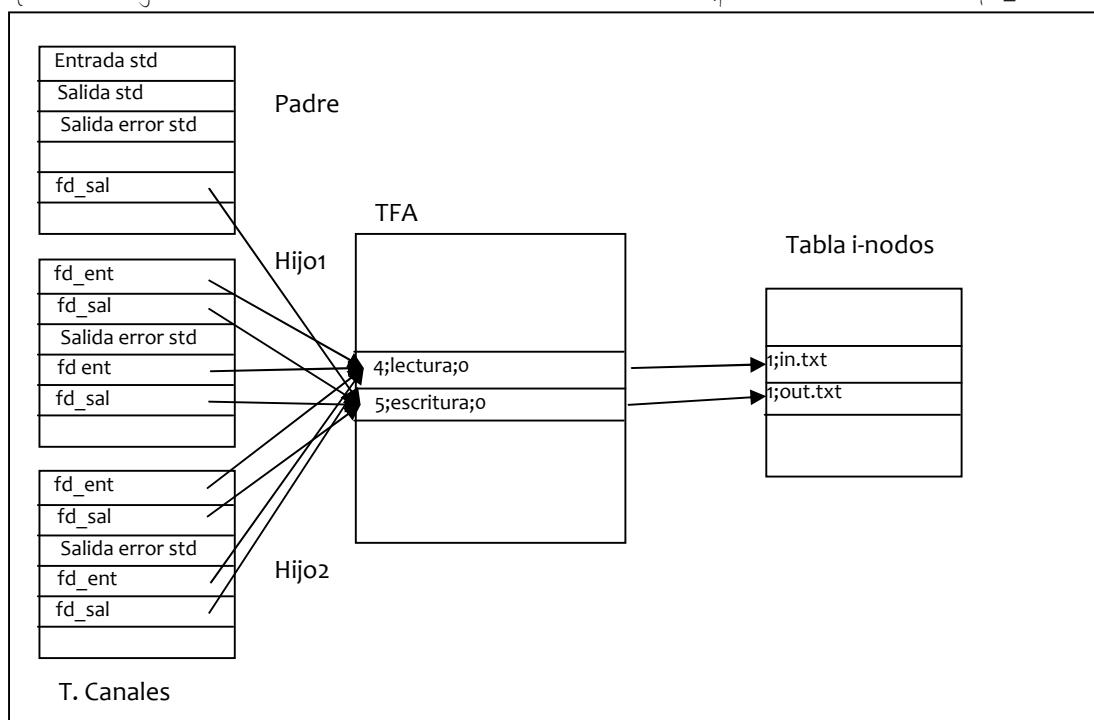 Entrada std
Salida std
Salida error std
fd_sal
Padre
TFA
Hijo1
Tabla i-nodos
fd_ent
fd_sal
Salida error std
fd ent
fd_sal
4;lectura;0
5;escritura;0
1;in.txt
1;out.txt
fd_ent
fd_sal
Salida error std
fd_ent
fd_sal
Hijo2
T. Canales